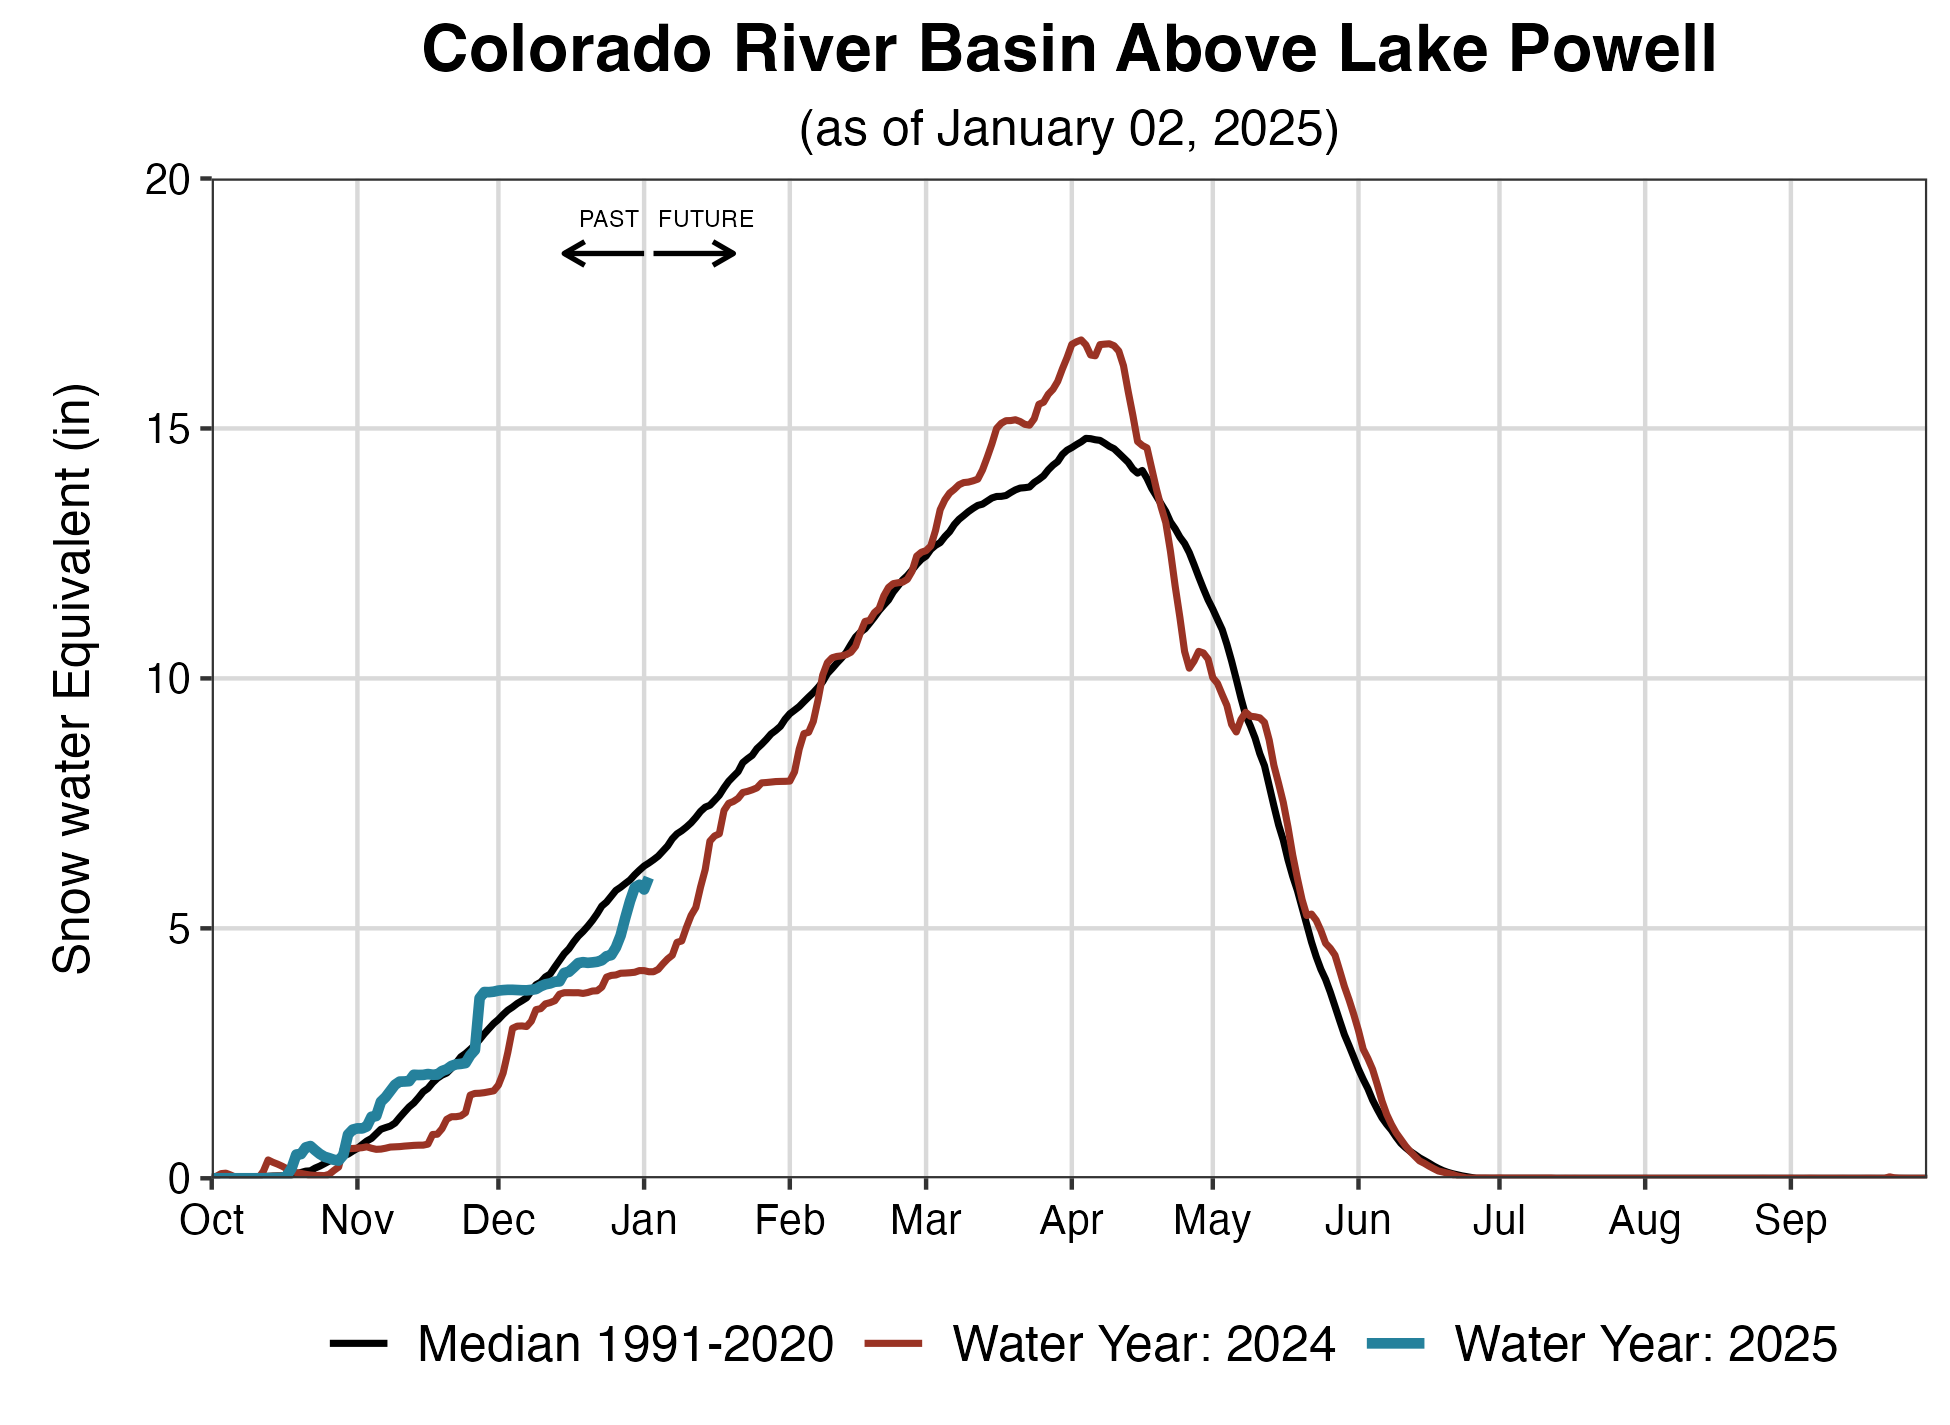 Colorado River Basin Above Lake Powell
(as of January 02, 2025)
20
PAST FUTURE
15
10
5
0
Snow water Equivalent (in)
Oct Nov Dec Jan Feb Mar Apr May Jun Jul Aug Sep
Median 1991-2020 Water Year: 2024 Water Year: 2025